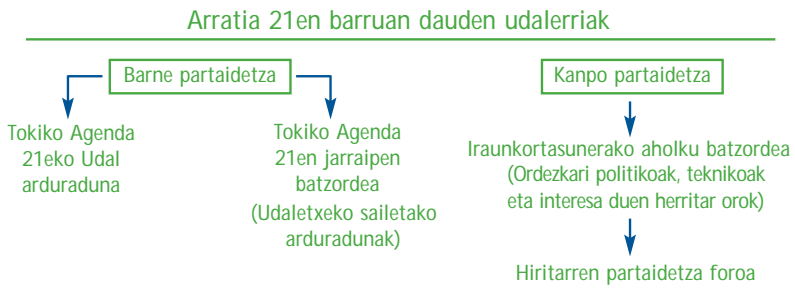 Arratia 21en barruan dauden udalerriak
Barne partaidetza
Tokiko Agenda
21eko Udal
arduraduna
Tokiko Agenda
21en jarraipen
batzordea
(Udaletxeko sailetako
arduradunak)
Kanpo partaidetza
Iraunkortasunerako aholku batzordea
(Ordezkari politikoak, teknikoak
eta interesa duen herritar orok)
Hiritarren partaidetza foroa